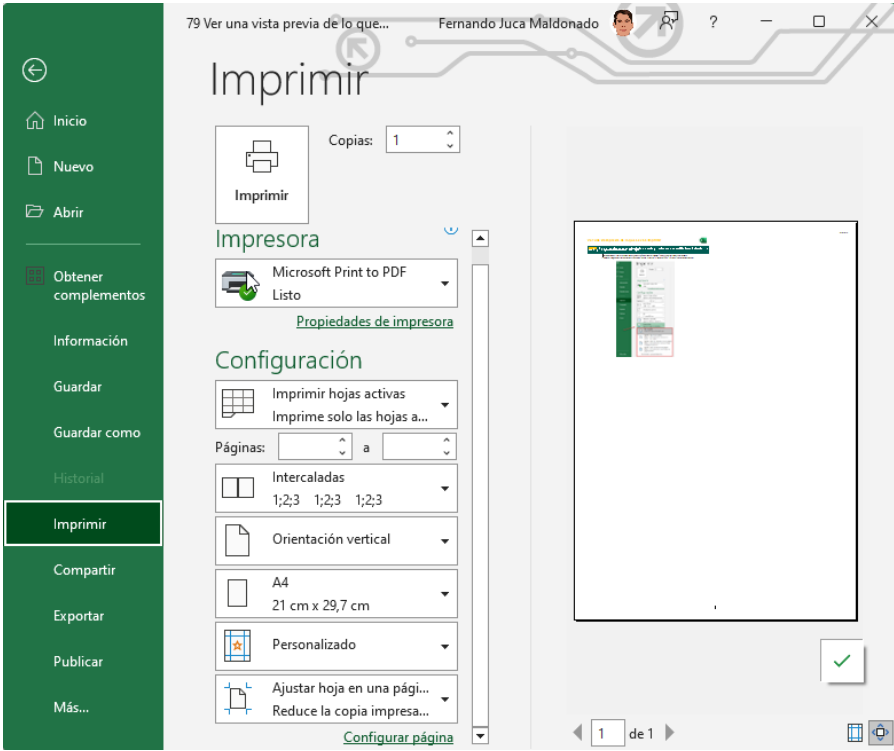 79 Ver una vista previa de lo que...
Fernando Juca Maldonado
?
Imprimir
Inicio
Nuevo
Abrir
Obtener
complementos
Información
Guardar
Guardar como
Historial
Imprimir
Compartir
Exportar
Publicar
Más...
Imprimir
Copias: 1
Impresora
Microsoft Print to PDF
Listo
Propiedades de impresora
Configuración
Imprimir hojas activas
Imprime solo las hojas a...
Páginas: a
Intercaladas
1;2;3 1;2;3 1;2;3
Orientación vertical
A4
21 cm x 29,7 cm
Personalizado
Ajustar hoja en una pági...
Reduce la copia impresa...
Configurar página
1 de 1